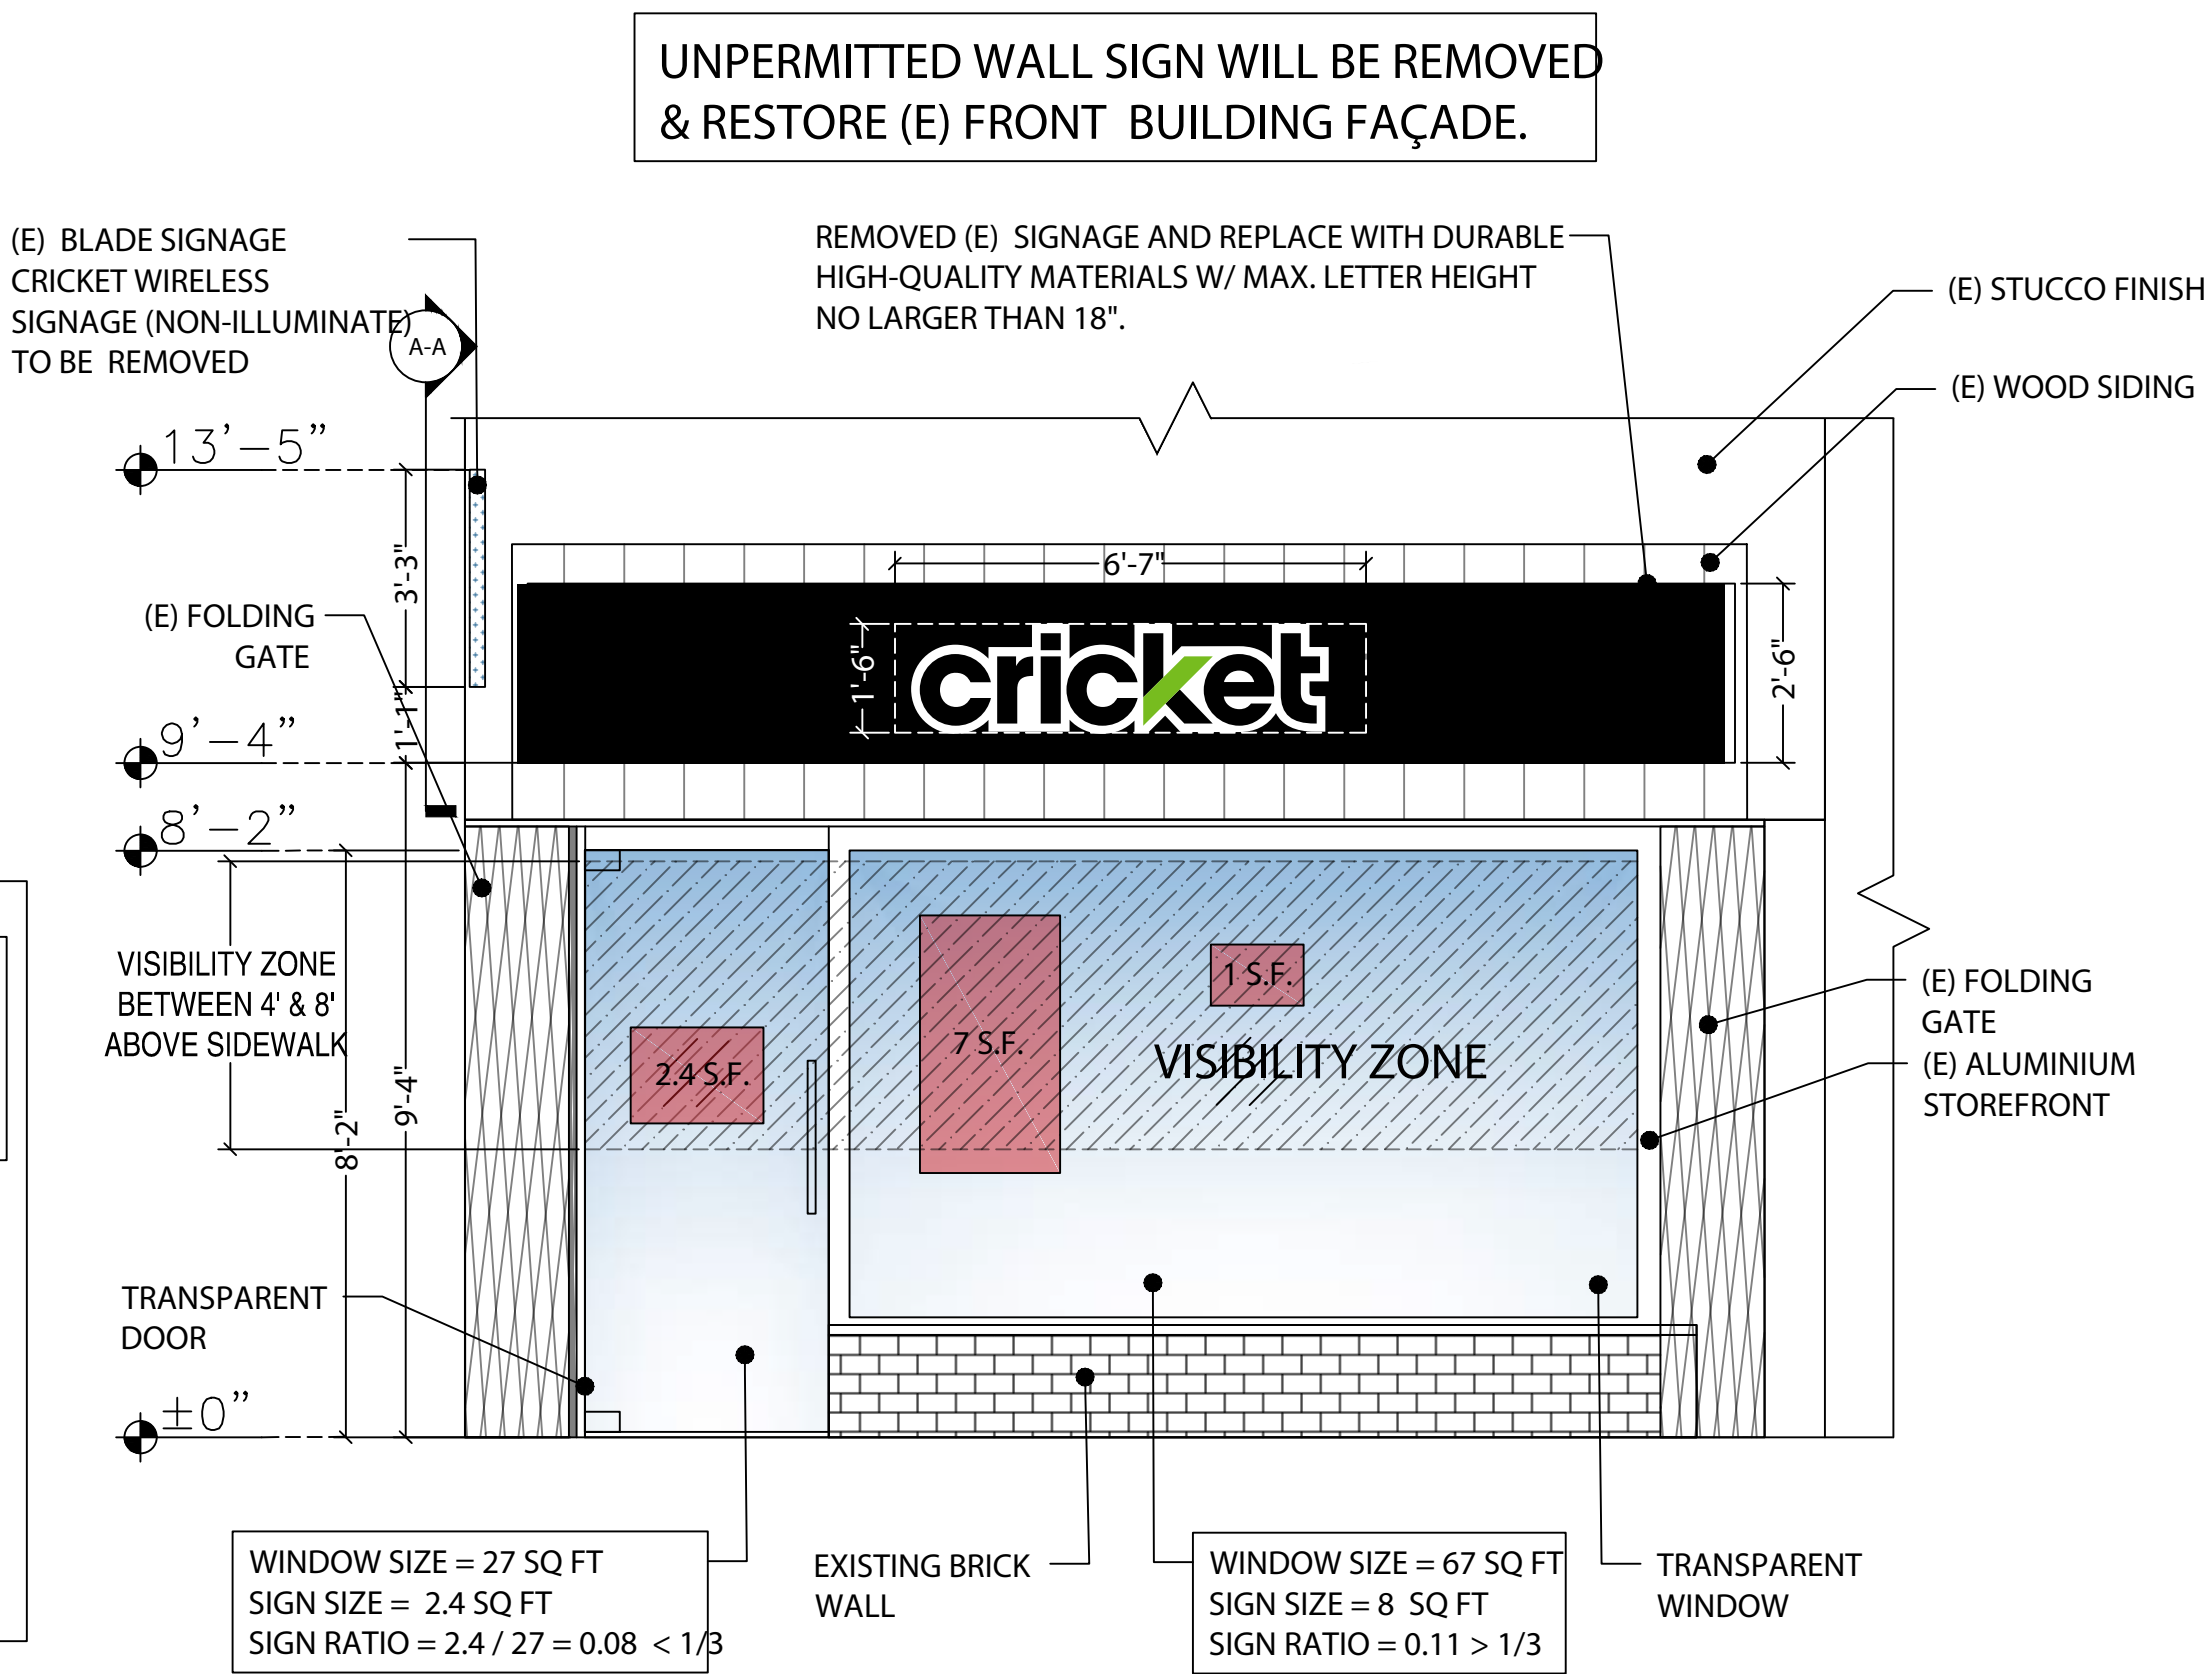 UNPERMITTED WALL SIGN WILL BE REMOVED
& RESTORE (E) FRONT BUILDING FAÇADE.
(E) BLADE SIGNAGE
CRICKET WIRELESS
SIGNAGE (NON-ILLUMINATE)
TO BE REMOVED
A-A
REMOVED (E) SIGNAGE AND REPLACE WITH DURABLE
HIGH-QUALITY MATERIALS W/ MAX. LETTER HEIGHT
NO LARGER THAN 18".
(E) STUCCO FINISH
(E) WOOD SIDING
13'-5"
3'-3"
6'-7"
(E) FOLDING
GATE
1'-6"
cricket
2'-6"
1'-1"
9'-4"
8'-2"
VISIBILITY ZONE
BETWEEN 4' & 8'
ABOVE SIDEWALK
8'-2"
9'-4"
2.4 S.F.
7 S.F.
1 S.F.
VISIBILITY ZONE
(E) FOLDING
GATE
(E) ALUMINIUM
STOREFRONT
TRANSPARENT
DOOR
±0"
WINDOW SIZE = 27 SQ FT
SIGN SIZE = 2.4 SQ FT
SIGN RATIO = 2.4 / 27 = 0.08 < 1/3
EXISTING BRICK
WALL
WINDOW SIZE = 67 SQ FT
SIGN SIZE = 8 SQ FT
SIGN RATIO = 0.11 > 1/3
TRANSPARENT
WINDOW